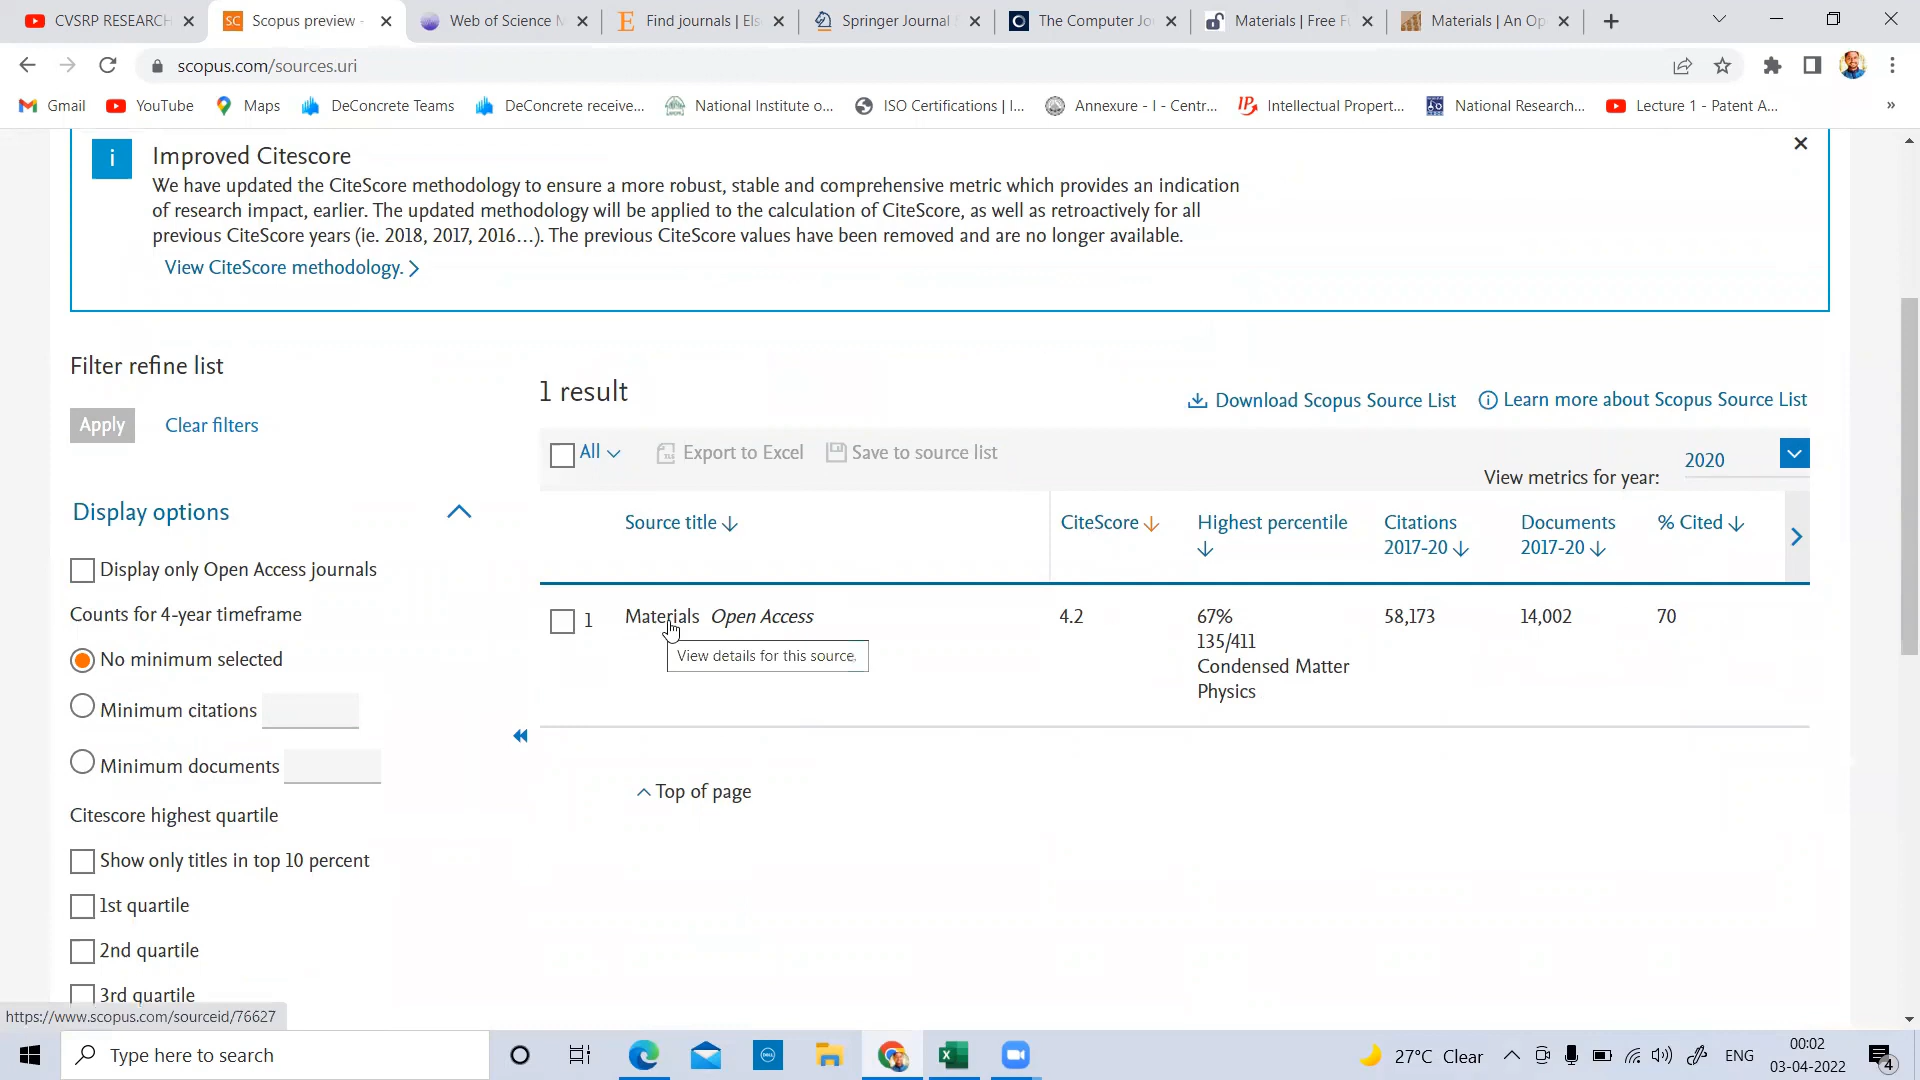 CVSRP RESEARCH
Scopus preview -
Web of Science M
Find journals | Els
Springer Journal S
The Computer Jo
Materials | Free Fu
Materials | An Op
scopus.com/sources.uri
Gmail
YouTube
Maps
DeConcrete Teams
DeConcrete receive...
National Institute o...
ISO Certifications | I...
Annexure - I - Centr...
Intellectual Propert...
National Research...
Lecture 1 - Patent A...
Improved Citescore
We have updated the CiteScore methodology to ensure a more robust, stable and comprehensive metric which provides an indication
of research impact, earlier. The updated methodology will be applied to the calculation of CiteScore, as well as retroactively for all
previous CiteScore years (ie. 2018, 2017, 2016...). The previous CiteScore values have been removed and are no longer available.
View CiteScore methodology. >
Filter refine list
Apply
Clear filters
1 result
Download Scopus Source List
Learn more about Scopus Source List
All
Export to Excel
Save to source list
View metrics for year:
2020
Display options
Source title
CiteScore
Highest percentile
Citations
2017-20
Documents
2017-20
% Cited
Display only Open Access journals
Counts for 4-year timeframe
No minimum selected
Minimum citations
Minimum documents
1
Materials Open Access
4.2
67%
135/411
Condensed Matter
Physics
58,173
14,002
70
View details for this source.
Top of page
Citescore highest quartile
Show only titles in top 10 percent
1st quartile
2nd quartile
3rd quartile
https://www.scopus.com/sourceid/76627
Type here to search
27°C Clear
ENG
00:02
03-04-2022
4